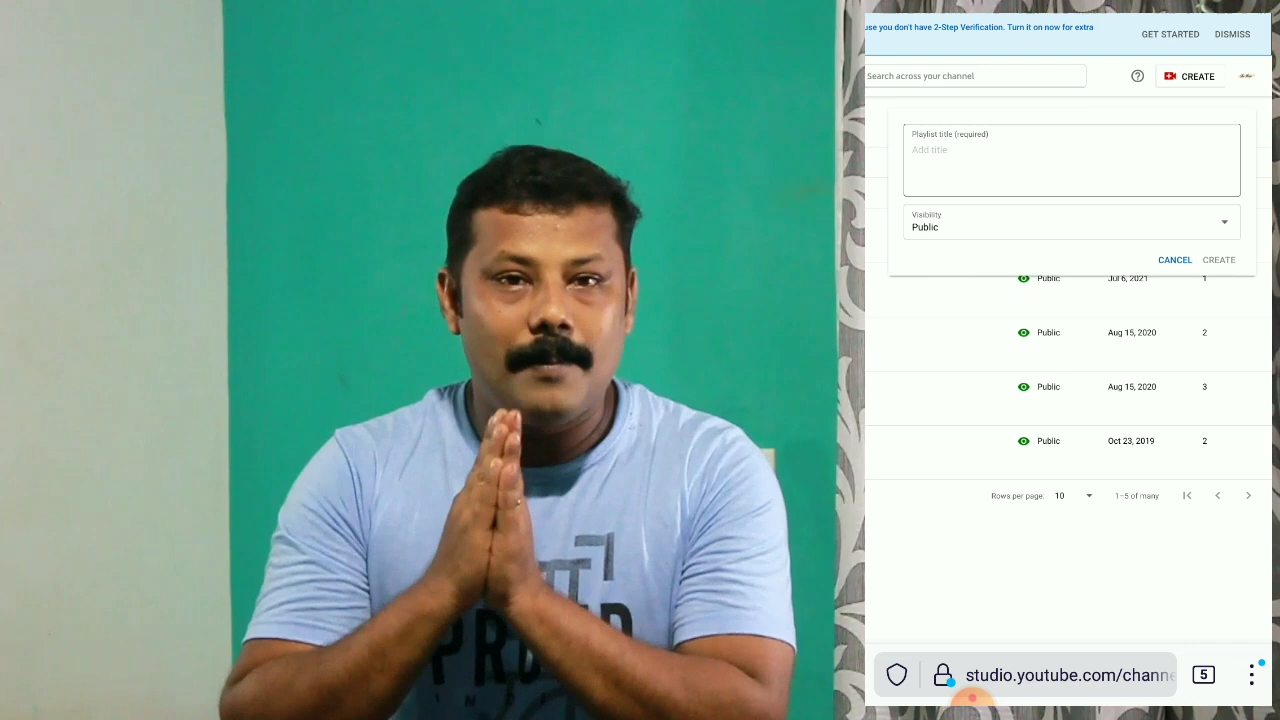 use you don't have 2-Step Verification. Turn it on now for extra
GET STARTED DISMISS
Search across your channel
CREATE
Playlist title (required)
Add title
Visibility
Public
CANCEL CREATE
Public Jul 6, 2021 1
Public Aug 15, 2020 2
Public Aug 15, 2020 3
Public Oct 23, 2019 2
Rows per page: 10 1–5 of many
studio.youtube.com/channe
5